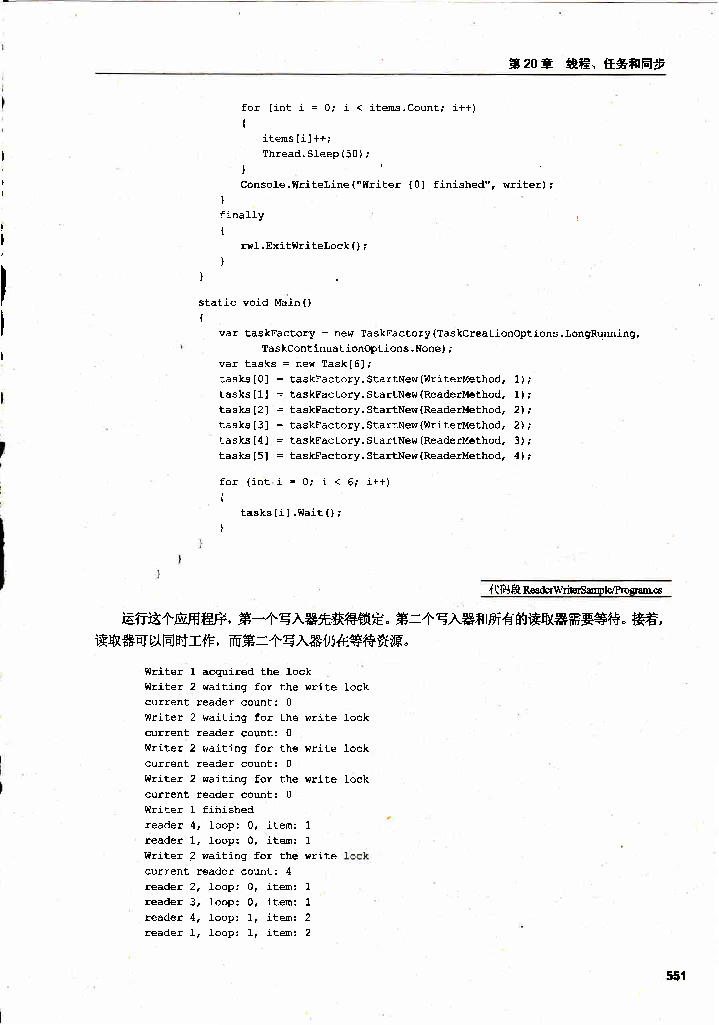 第 20 章 线程、任务和同步
for (int i = 0; i < items.Count; i++)
{
items[i]++;
Thread.Sleep(50);
}
Console.WriteLine("Writer {0} finished", writer);
}
finally
{
rwl.ExitWriteLock();
}
}
static void Main()
{
var taskFactory = new TaskFactory(TaskCreationOptions.LongRunning,
TaskContinuationOptions.None);
var tasks = new Task[6];
tasks[0] = taskFactory.StartNew(WriterMethod, 1);
tasks[1] = taskFactory.StartNew(ReaderMethod, 1);
tasks[2] = taskFactory.StartNew(ReaderMethod, 2);
tasks[3] = taskFactory.StartNew(WriterMethod, 2);
tasks[4] = taskFactory.StartNew(ReaderMethod, 3);
tasks[5] = taskFactory.StartNew(ReaderMethod, 4);
for (int i = 0; i < 6; i++)
{
tasks[i].Wait();
}
}
}
}
代码段 ReaderWriterSample/Program.cs
运行这个应用程序，第一个写入器先获得锁定。第二个写入器和所有的读取器需要等待。接着，
读取器可以同时工作，而第二个写入器仍在等待资源。
Writer 1 acquired the lock
Writer 2 waiting for the write lock
current reader count: 0
Writer 2 waiting for the write lock
current reader count: 0
Writer 2 waiting for the write lock
current reader count: 0
Writer 2 waiting for the write lock
current reader count: 0
Writer 1 finished
reader 4, loop: 0, item: 1
reader 1, loop: 0, item: 1
Writer 2 waiting for the write lock
current reader count: 4
reader 2, loop: 0, item: 1
reader 3, loop: 0, item: 1
reader 4, loop: 1, item: 2
reader 1, loop: 1, item: 2
551